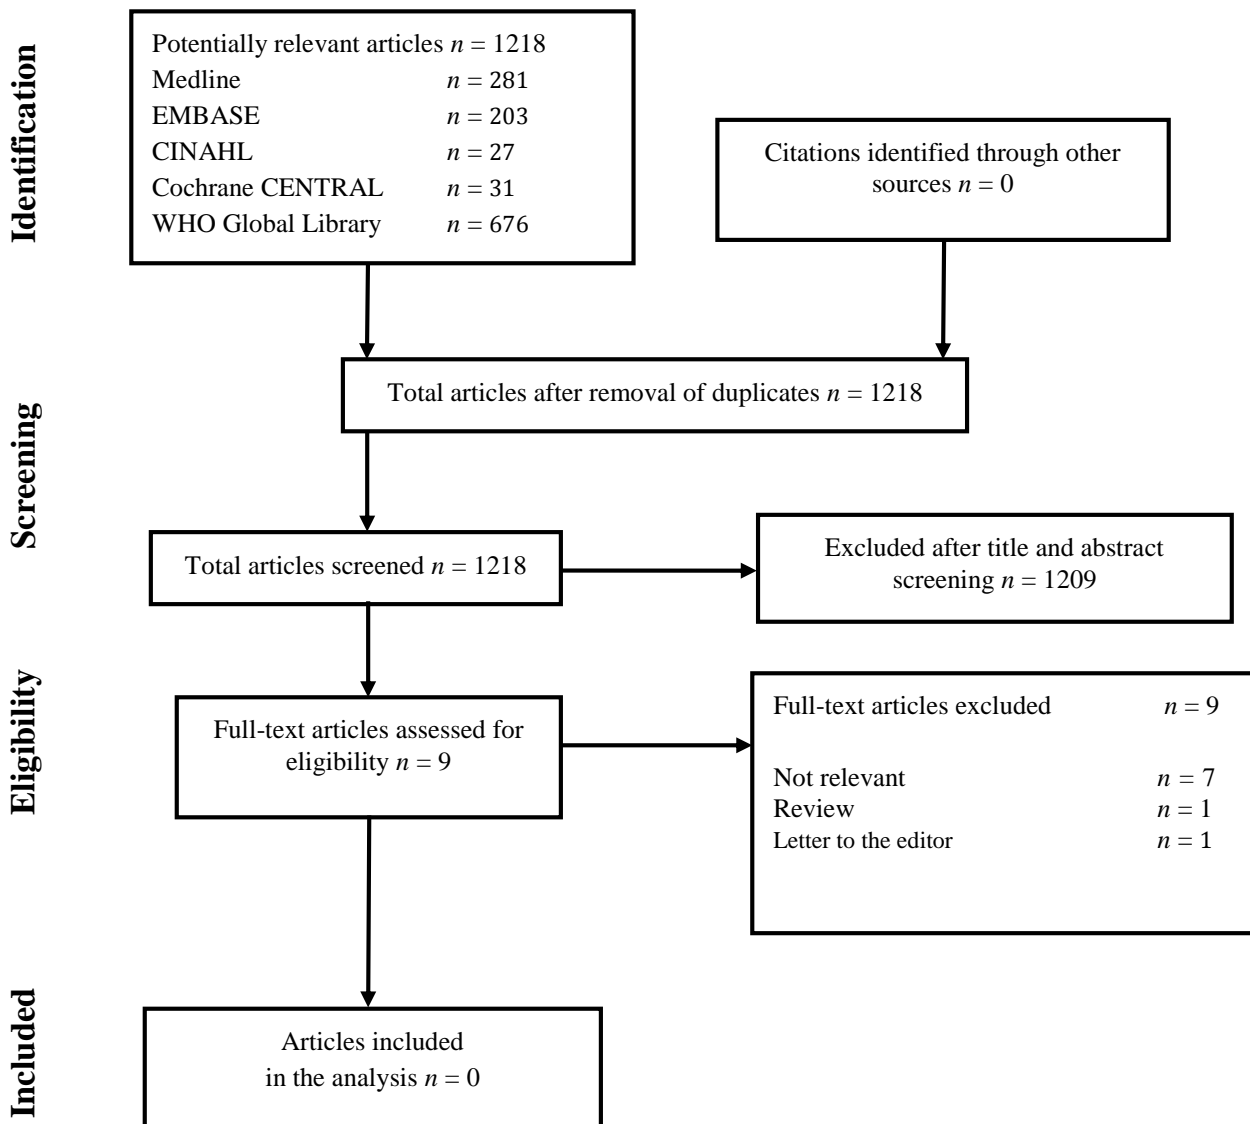 Identification
Potentially relevant articles n = 1218
Medline n = 281
EMBASE n = 203
CINAHL n = 27
Cochrane CENTRAL n = 31
WHO Global Library n = 676
Citations identified through other
sources n = 0
Screening
Total articles after removal of duplicates n = 1218
Total articles screened n = 1218
Excluded after title and abstract
screening n = 1209
Eligibility
Full-text articles assessed for
eligibility n = 9
Full-text articles excluded n = 9
Not relevant n = 7
Review n = 1
Letter to the editor n = 1
Included
Articles included
in the analysis n = 0